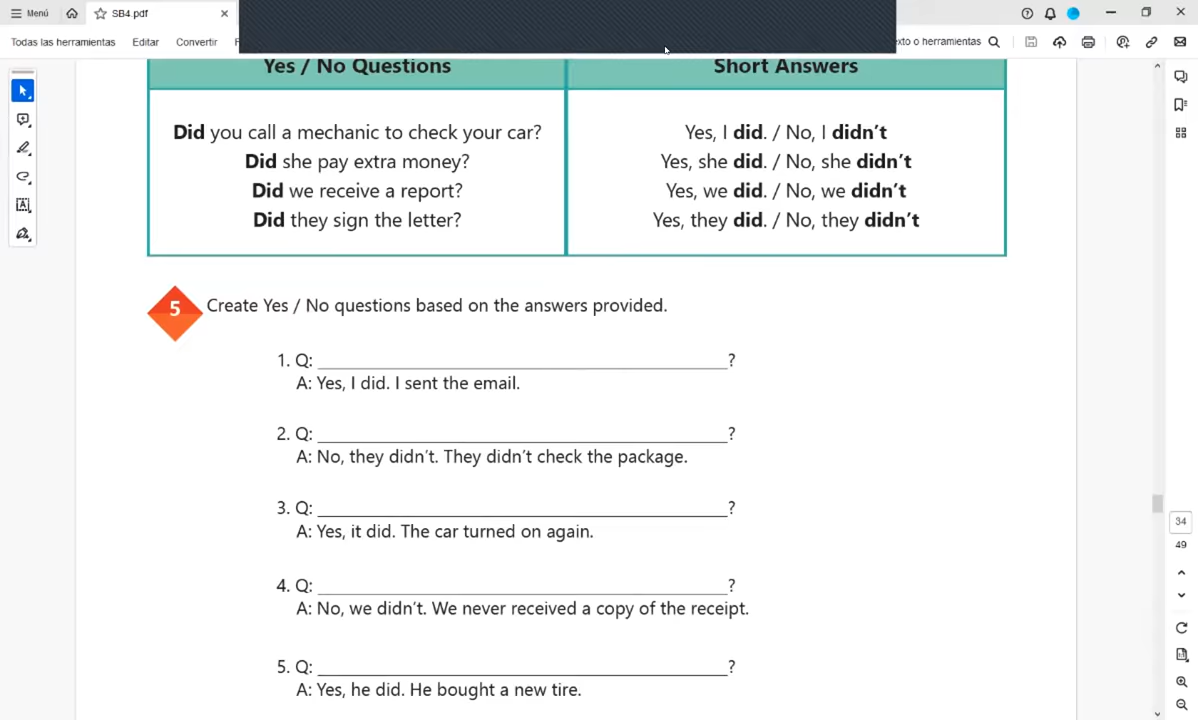 Menú
SB4.pdf
Todas las herramientas Editar Convertir
exto o herramientas
Yes / No Questions Short Answers
Did you call a mechanic to check your car? Yes, I did. / No, I didn't
Did she pay extra money? Yes, she did. / No, she didn't
Did we receive a report? Yes, we did. / No, we didn't
Did they sign the letter? Yes, they did. / No, they didn't
5 Create Yes / No questions based on the answers provided.
1. Q: ?
A: Yes, I did. I sent the email.
2. Q: ?
A: No, they didn't. They didn't check the package.
3. Q: ?
A: Yes, it did. The car turned on again.
4. Q: ?
A: No, we didn't. We never received a copy of the receipt.
5. Q: ?
A: Yes, he did. He bought a new tire.
34
49